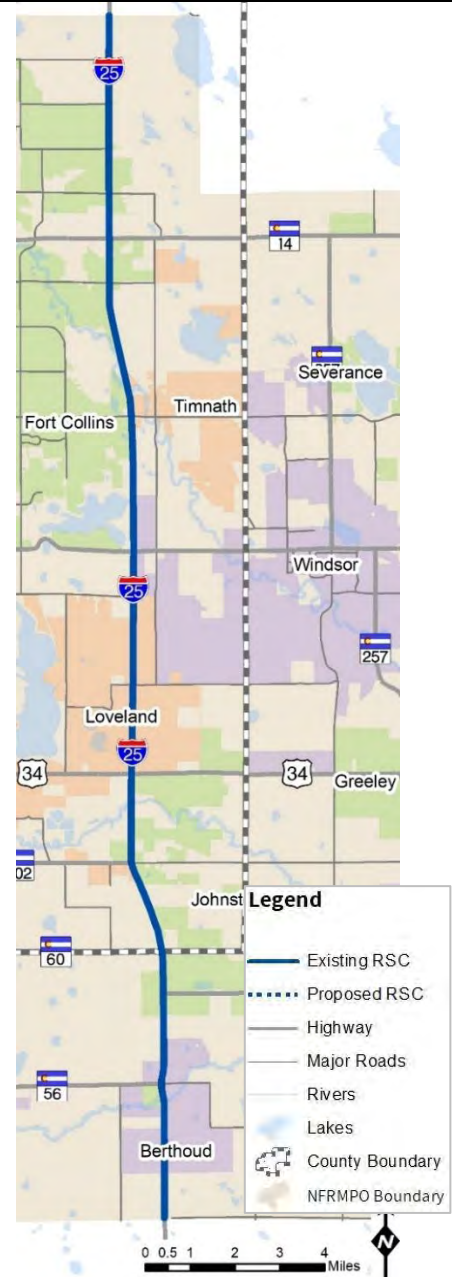 25
14
Severance
Timnath
Fort Collins
Windsor
25
257
Loveland
25
34
34
Greeley
02
Johnst
Legend
Existing RSC
60
Proposed RSC
Highway
Major Roads
Rivers
56
Lakes
County Boundary
Berthoud
NFRMPO Boundary
N
0 0.5 1 2 3 4
Miles